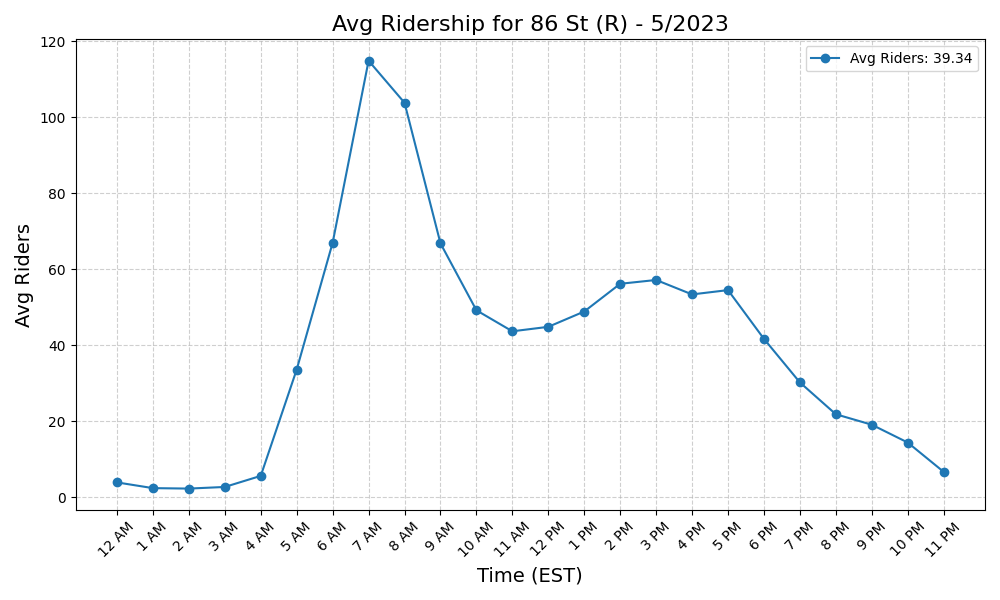 Avg Ridership for 86 St (R) - 5/2023
Avg Riders: 39.34
Avg Riders
120
100
80
60
40
20
0
12 AM
1 AM
2 AM
3 AM
4 AM
5 AM
6 AM
7 AM
8 AM
9 AM
10 AM
11 AM
12 PM
1 PM
2 PM
3 PM
4 PM
5 PM
6 PM
7 PM
8 PM
9 PM
10 PM
11 PM
Time (EST)